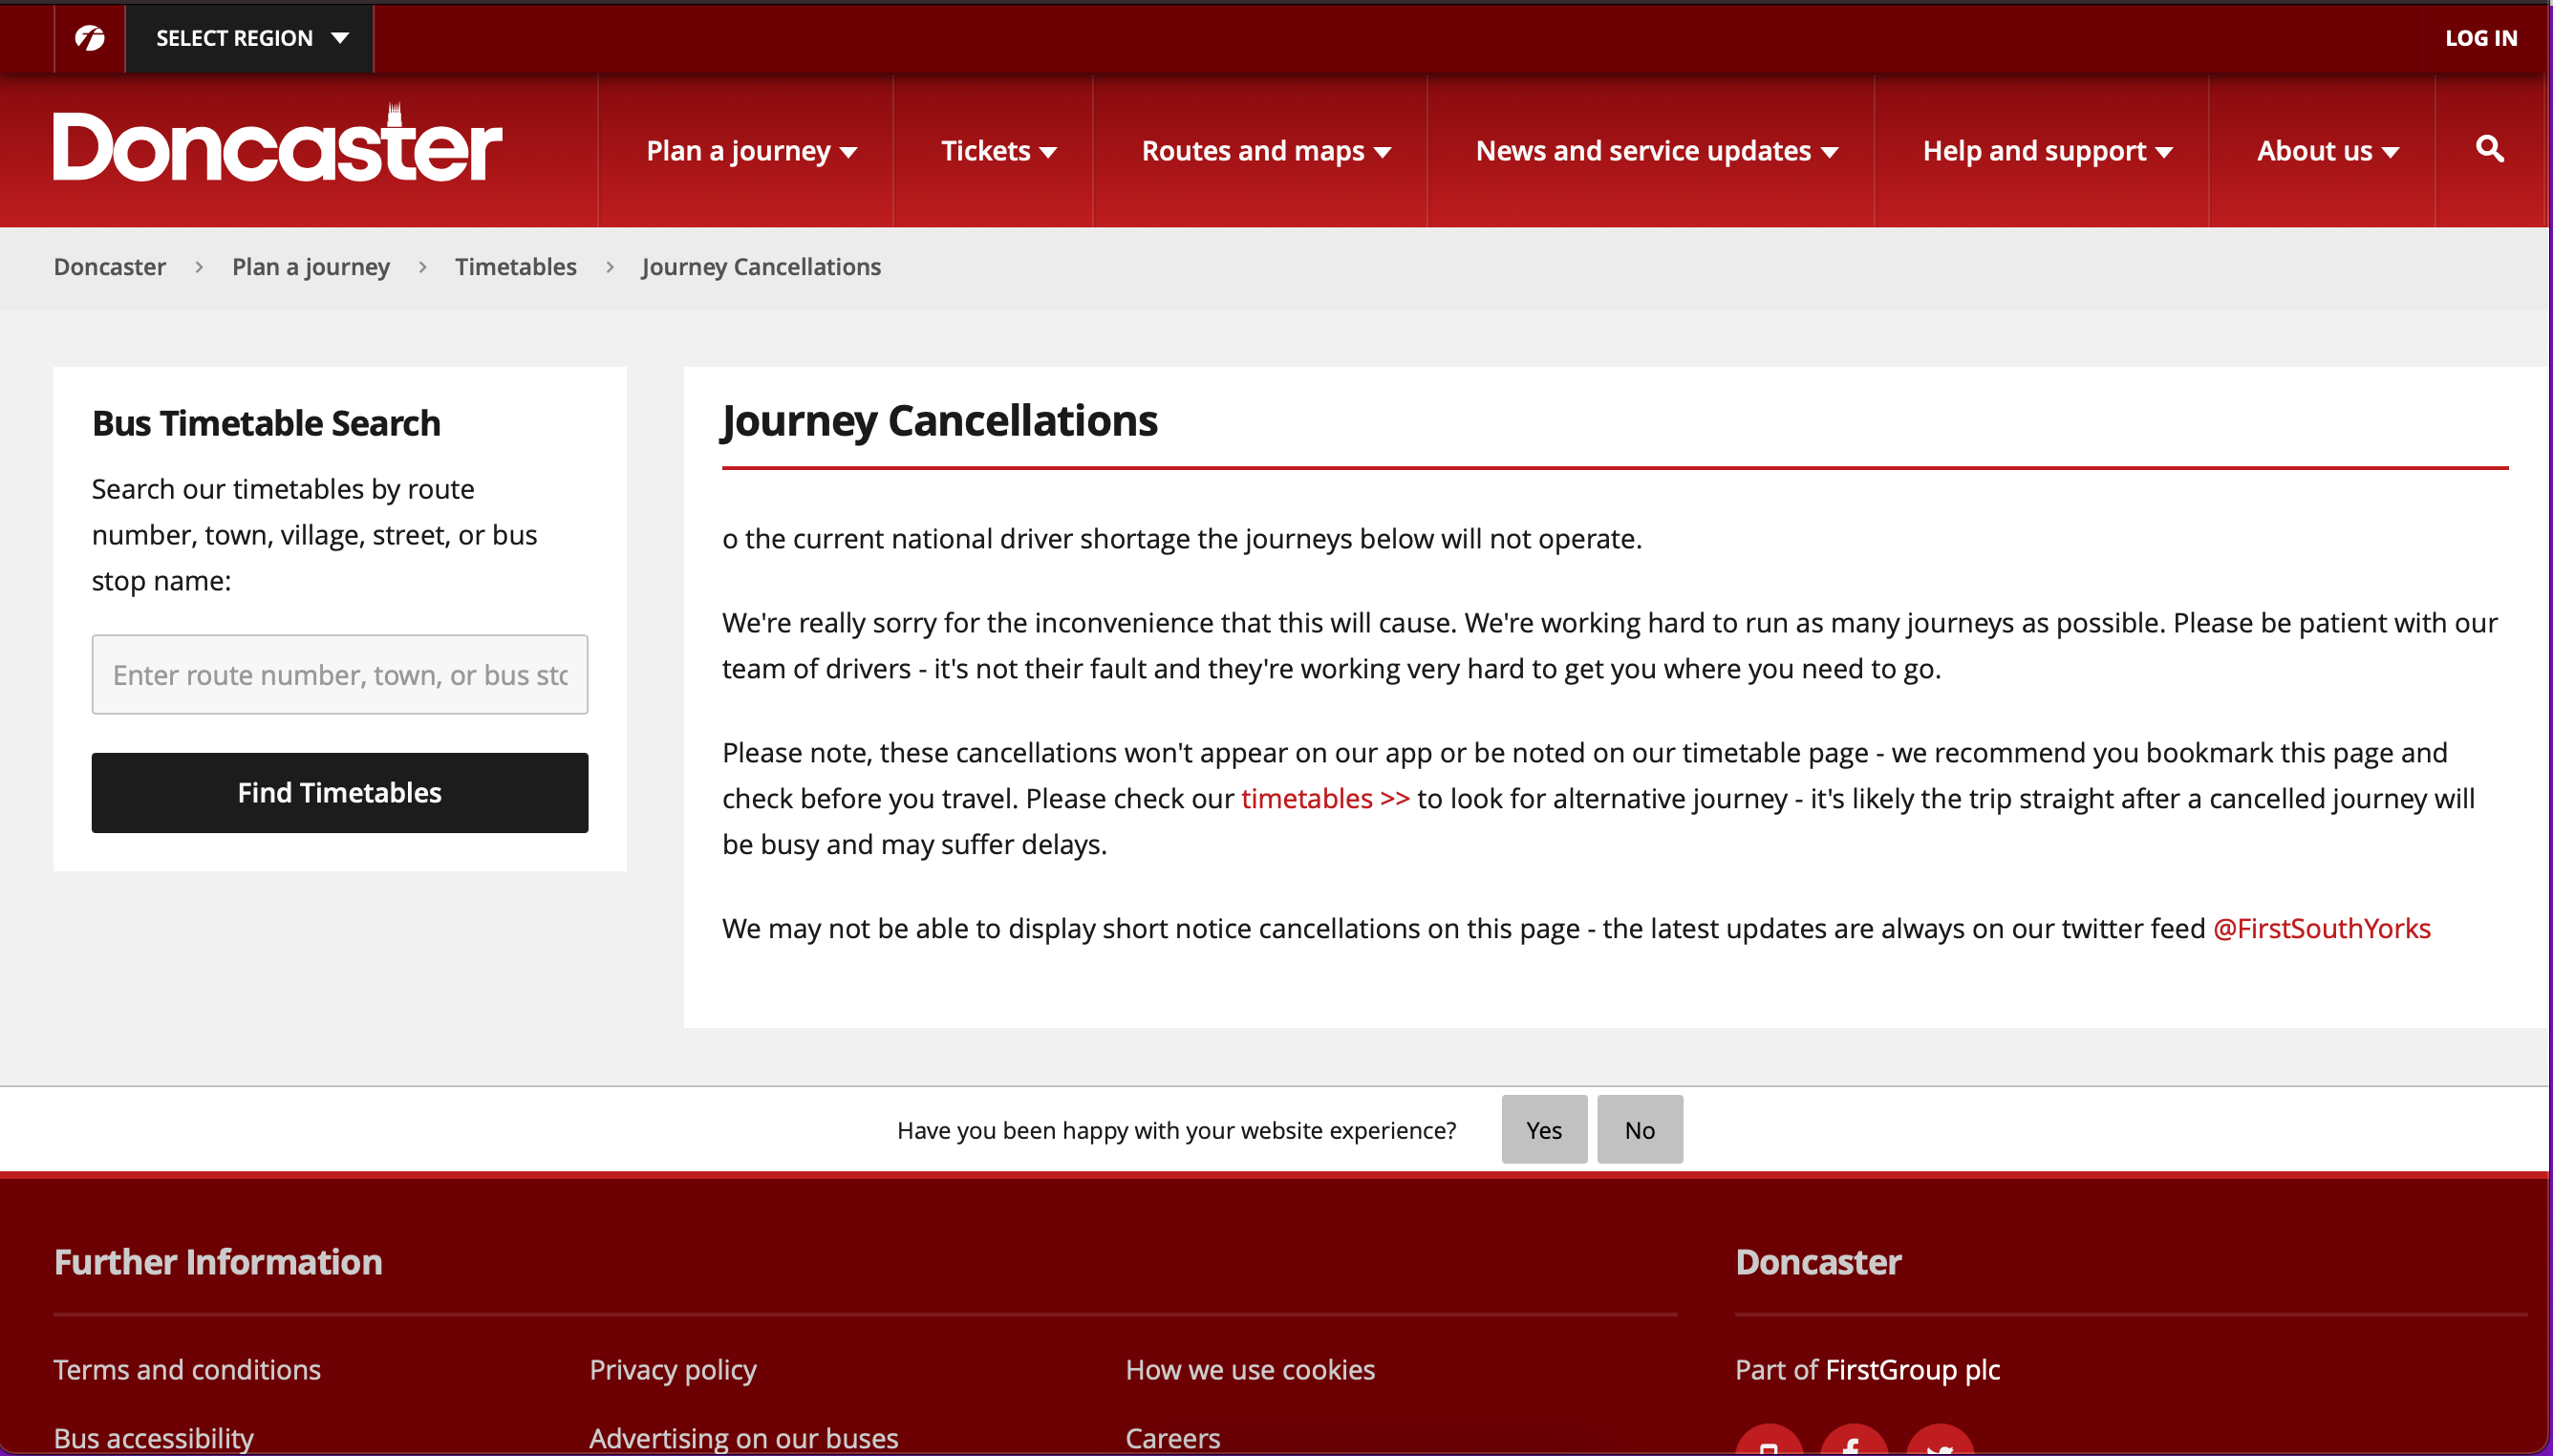 SELECT REGION
LOG IN
Doncaster
Plan a journey
Tickets
Routes and maps
News and service updates
Help and support
About us
Doncaster > Plan a journey > Timetables > Journey Cancellations
Bus Timetable Search
Search our timetables by route
number, town, village, street, or bus
stop name:
Enter route number, town, or bus sto
Find Timetables
Journey Cancellations
o the current national driver shortage the journeys below will not operate.
We're really sorry for the inconvenience that this will cause. We're working hard to run as many journeys as possible. Please be patient with our
team of drivers - it's not their fault and they're working very hard to get you where you need to go.
Please note, these cancellations won't appear on our app or be noted on our timetable page - we recommend you bookmark this page and
check before you travel. Please check our timetables >> to look for alternative journey - it's likely the trip straight after a cancelled journey will
be busy and may suffer delays.
We may not be able to display short notice cancellations on this page - the latest updates are always on our twitter feed @FirstSouthYorks
Have you been happy with your website experience?
Yes
No
Further Information
Terms and conditions
Privacy policy
How we use cookies
Bus accessibility
Advertising on our buses
Careers
Doncaster
Part of FirstGroup plc